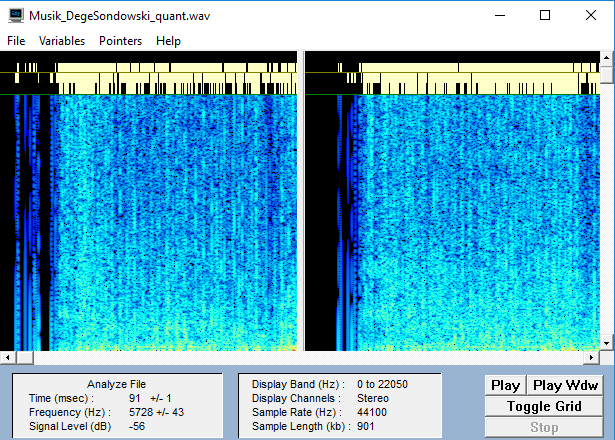 Musik_DegeSondowski_quant.wav
File Variables Pointers Help
Analyze File
Time (msec) : 91 +/- 1
Frequency (Hz) : 5728 +/- 43
Signal Level (dB) -56
Display Band (Hz) : 0 to 22050
Display Channels : Stereo
Sample Rate (Hz) : 44100
Sample Length (kb) : 901
Play Play Wdw
Toggle Grid
Stop